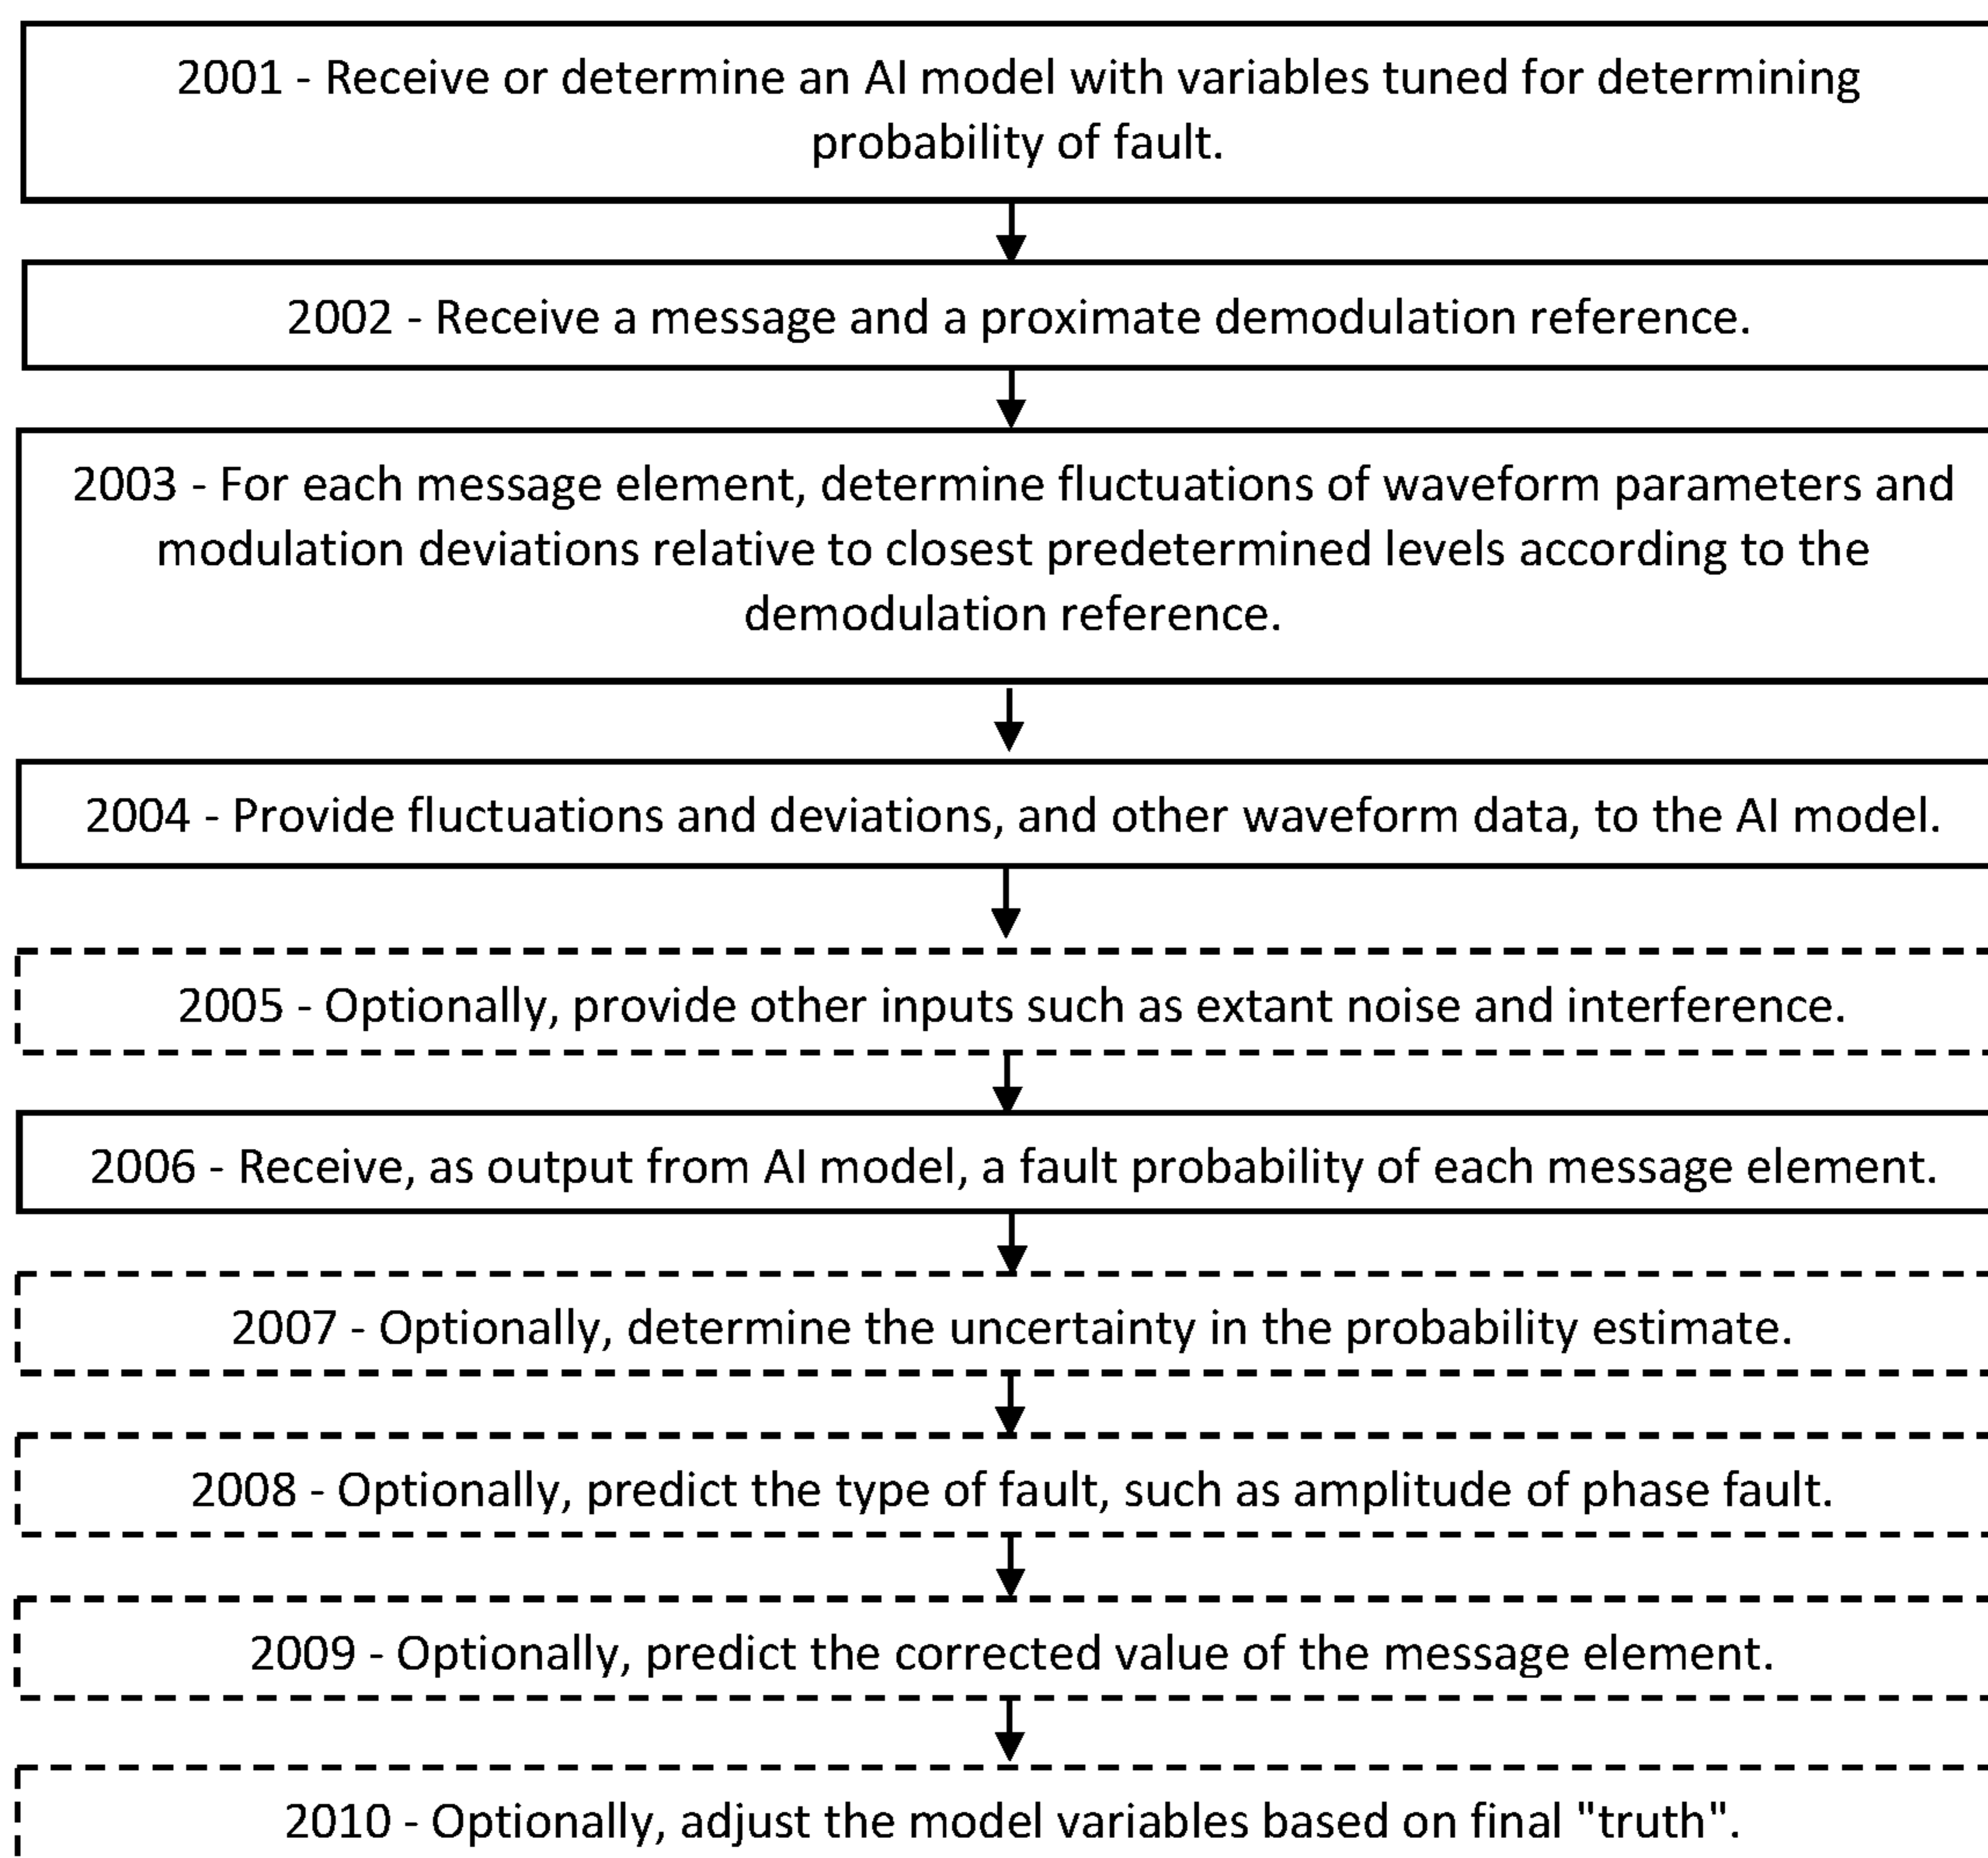 2001 - Receive or determine an AI model with variables tuned for determining
probability of fault.
2002 - Receive a message and a proximate demodulation reference.
2003 - For each message element, determine fluctuations of waveform parameters and
modulation deviations relative to closest predetermined levels according to the
demodulation reference.
2004 - Provide fluctuations and deviations, and other waveform data, to the AI model.
2005 - Optionally, provide other inputs such as extant noise and interference.
2006 - Receive, as output from AI model, a fault probability of each message element.
2007 - Optionally, determine the uncertainty in the probability estimate.
2008 - Optionally, predict the type of fault, such as amplitude of phase fault.
2009 - Optionally, predict the corrected value of the message element.
2010 - Optionally, adjust the model variables based on final "truth".